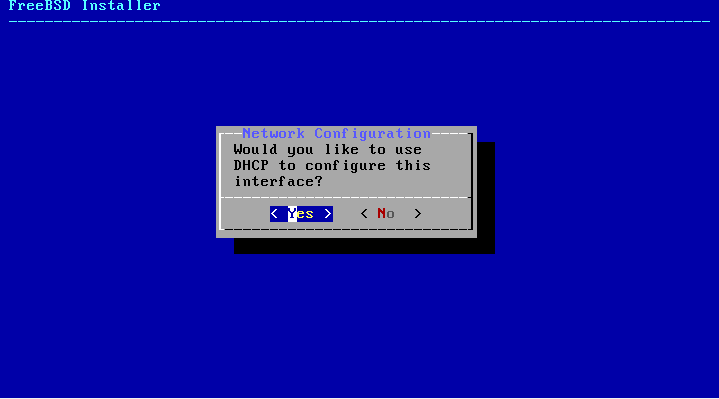 FreeBSD Installer
Network Configuration
Would you like to use
DHCP to configure this
interface?
< Yes > < No >